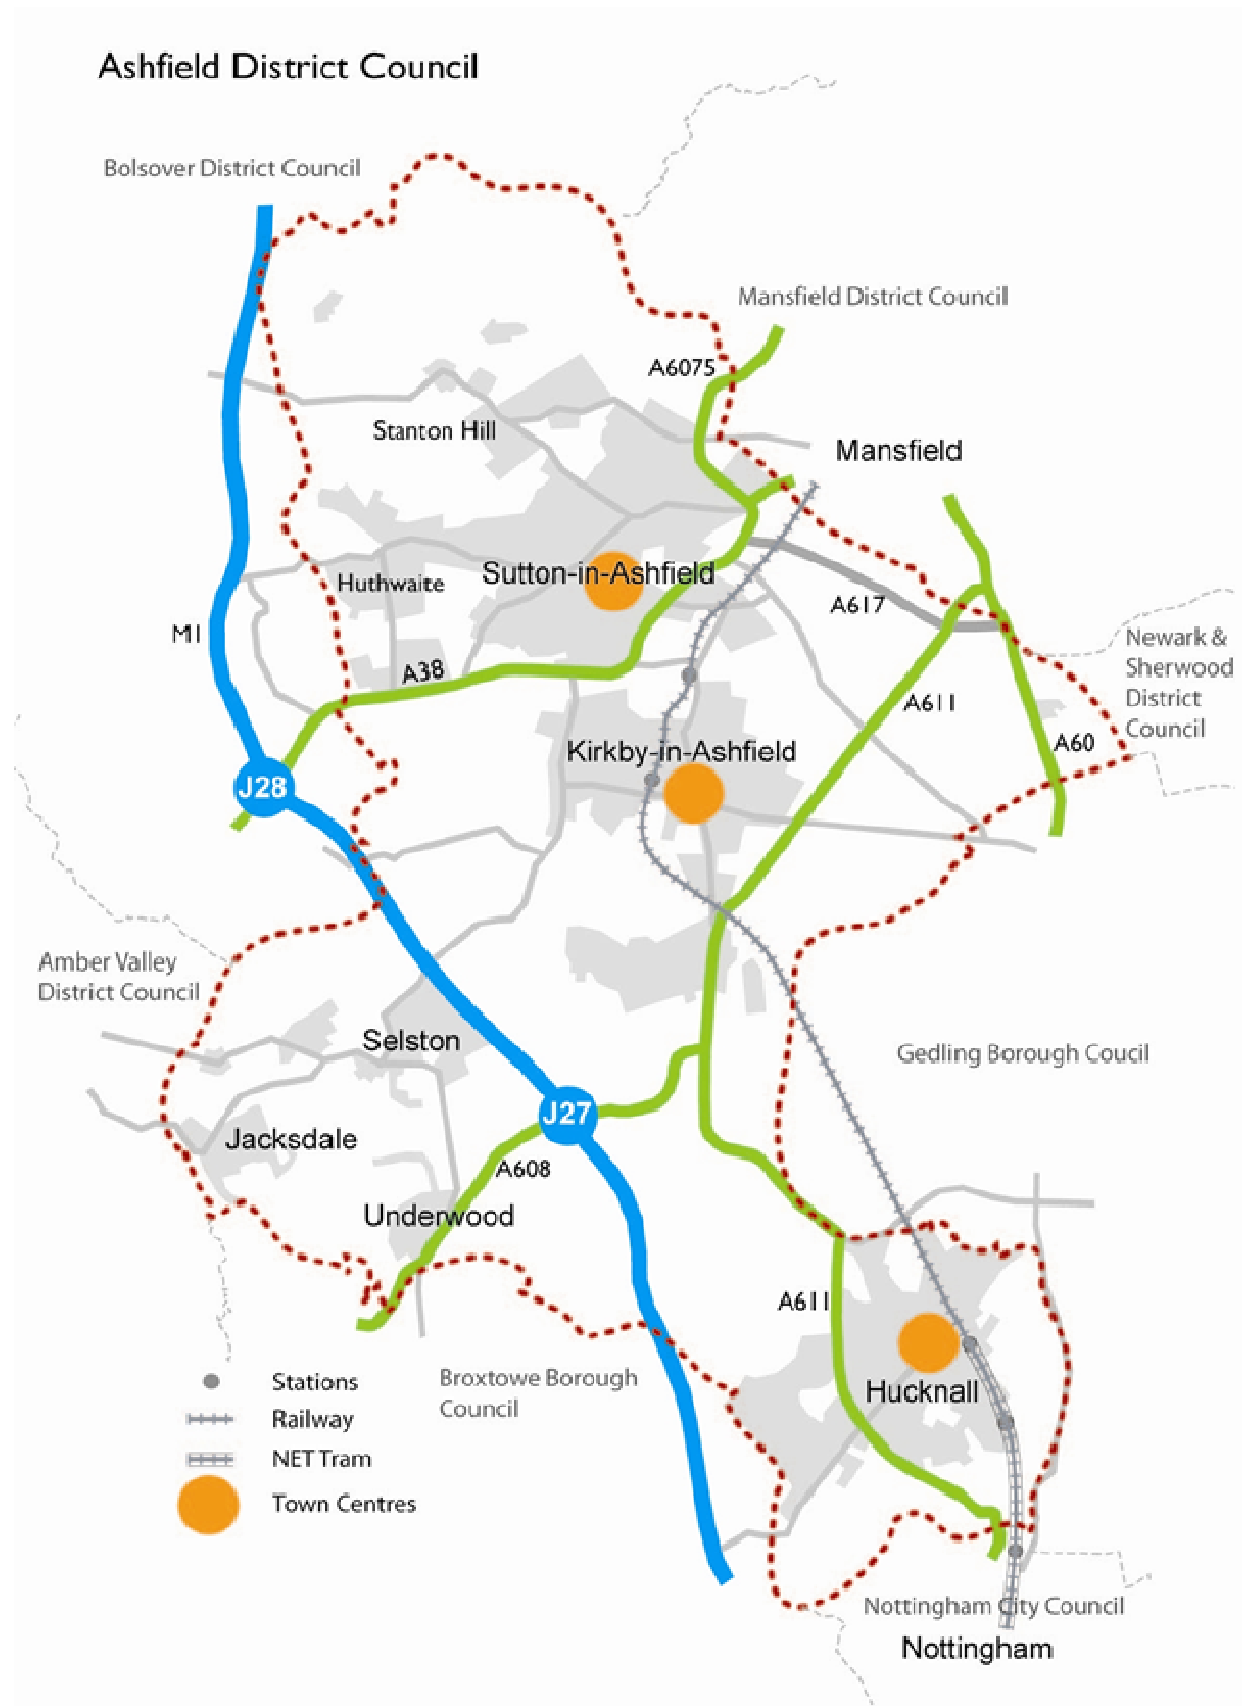 Ashfield District Council
Bolsover District Council
Mansfield District Council
A6075
Stanton Hill
Mansfield
Huthwaite
Sutton-in-Ashfield
A617
M1
Newark &
Sherwood
District
Council
A38
A611
A60
Kirkby-in-Ashfield
J28
Amber Valley
District Council
Selston
Gedling Borough Coucil
J27
Jacksdale
A608
Underwood
A611
Broxtowe Borough
Council
Hucknall
Stations
Railway
NET Tram
Town Centres
Nottingham City Council
Nottingham